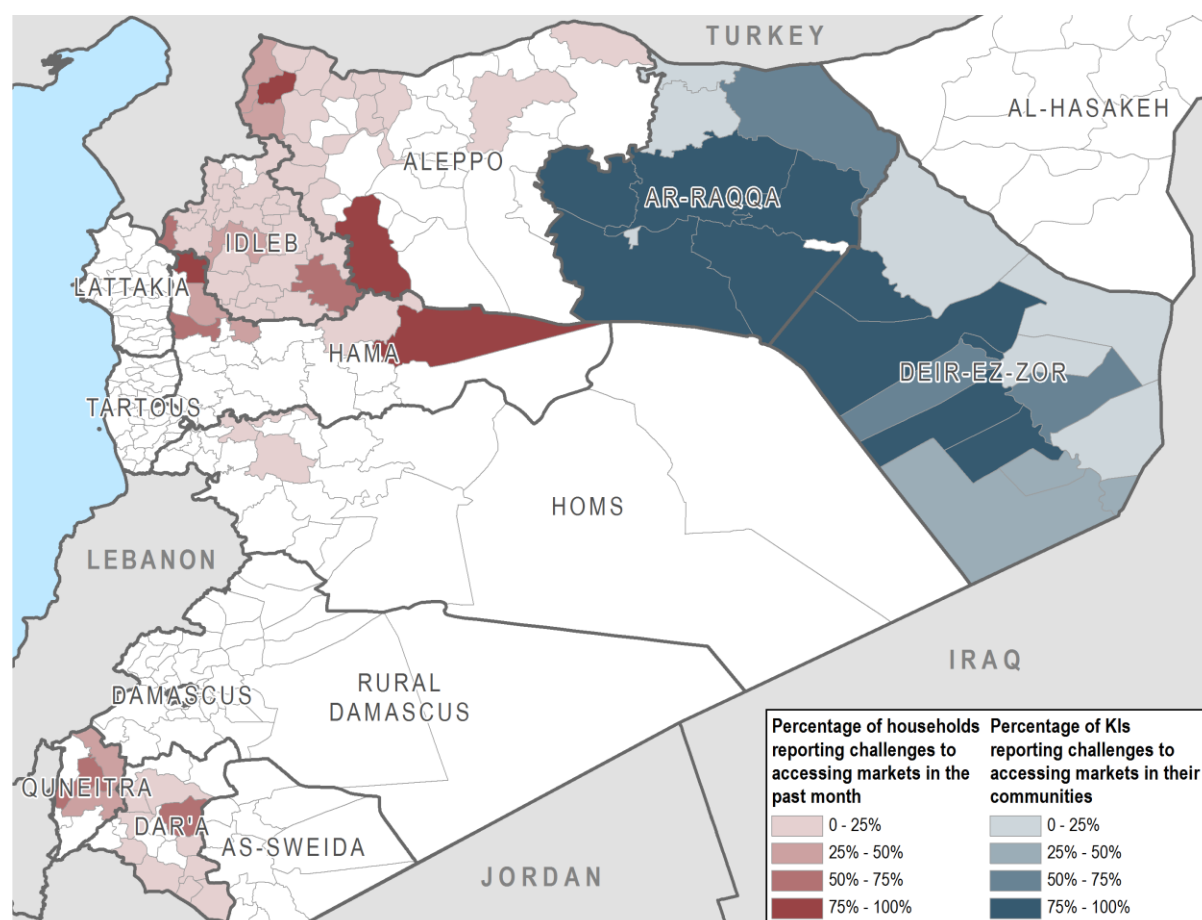 TURKEY
AL-HASAKEH
ALEPPO
AR-RAQQA
IDLEB
LATTAKIA
HAMA
DEIR-EZ-ZOR
TARTOUS
HOMS
LEBANON
IRAQ
DAMASCUS
RURAL
DAMASCUS
QUNEITRA
DAR'A
AS-SWEIDA
JORDAN
Percentage of households
reporting challenges to
accessing markets in the
past month
0 - 25%
25% - 50%
50% - 75%
75% - 100%
Percentage of KIs
reporting challenges to
accessing markets in their
communities
0 - 25%
25% - 50%
50% - 75%
75% - 100%